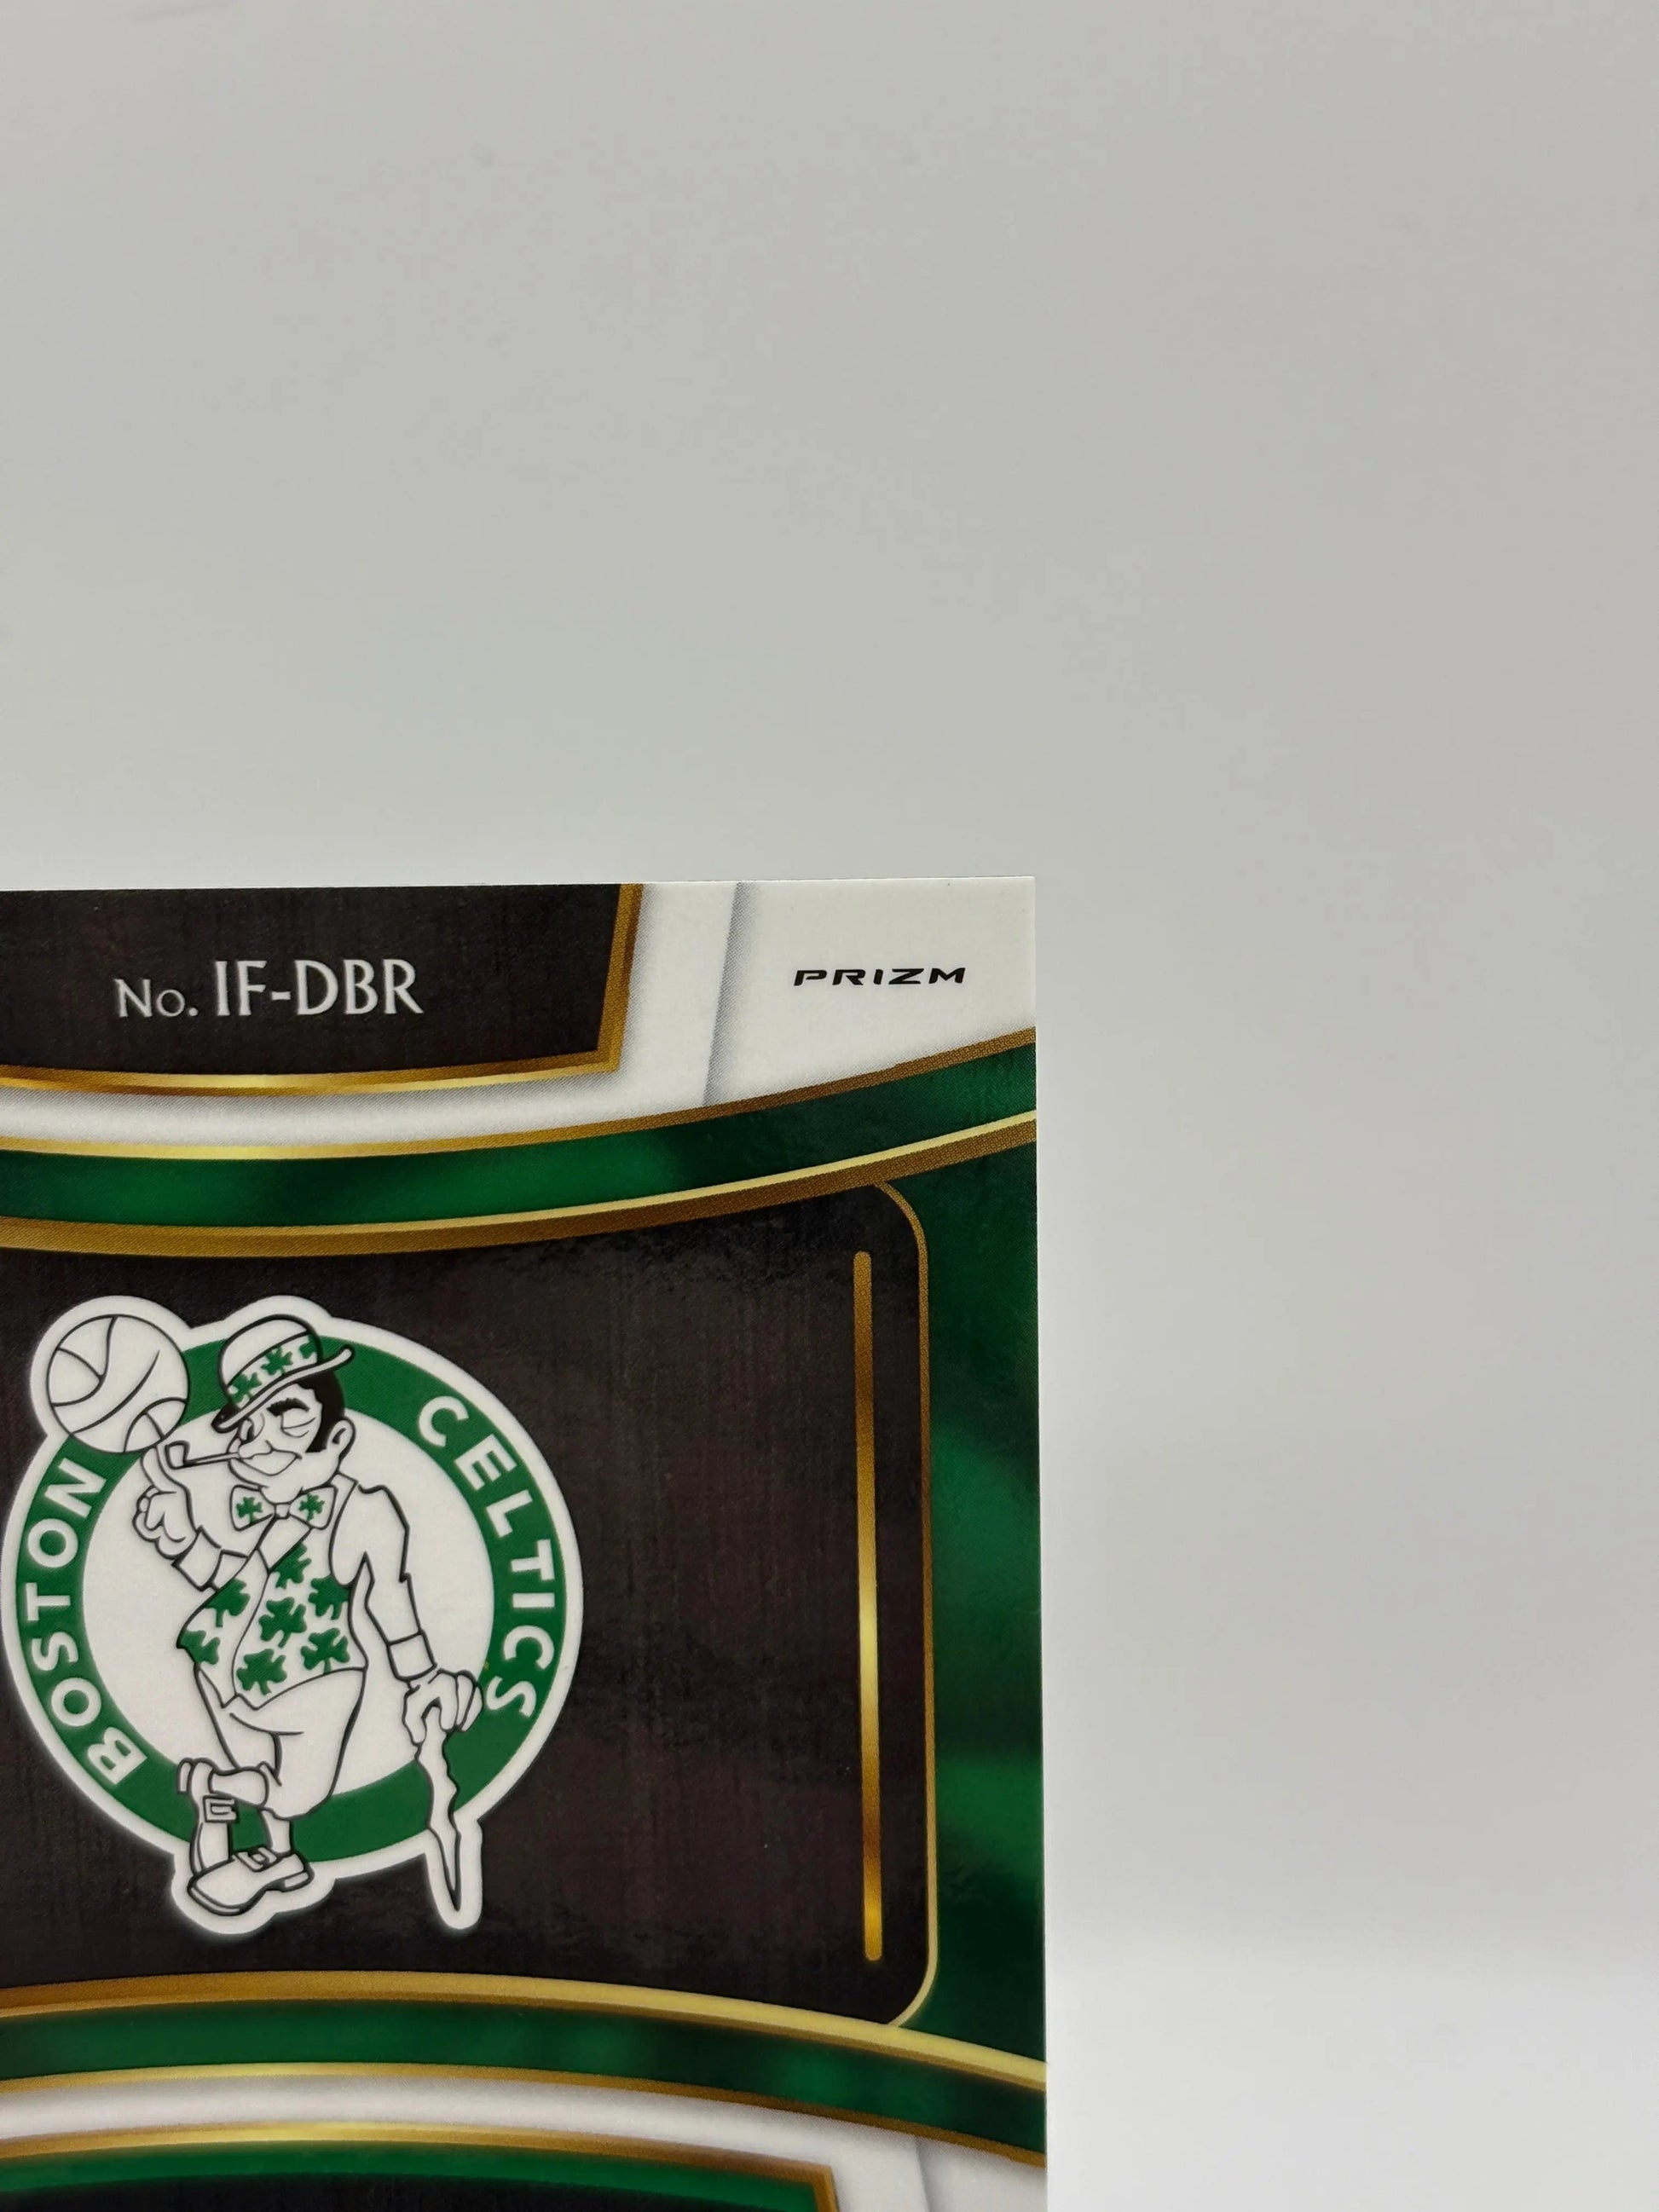 No. IF-DBR
PRIZM
BOSTON
CELTICS